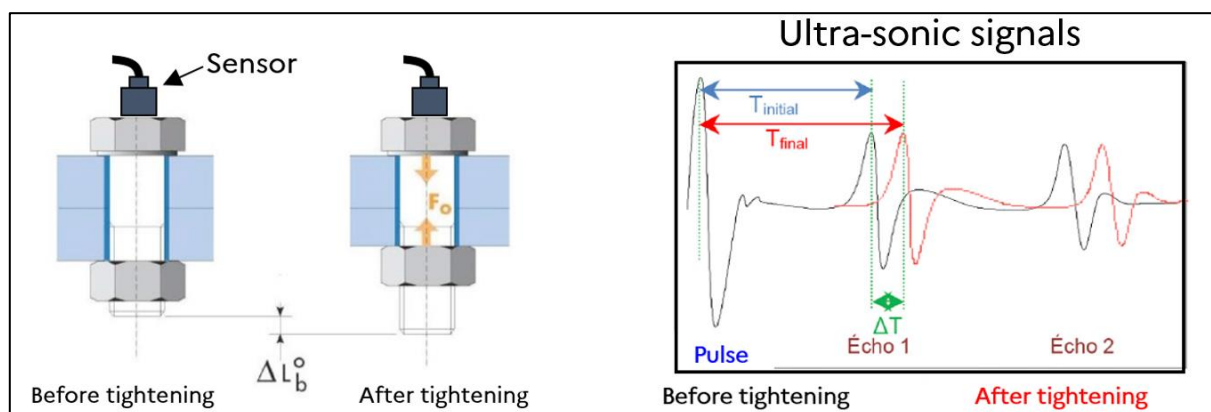 Sensor
F₀
ΔL_b^o
Before tightening
After tightening
Ultra-sonic signals
T_initial
T_final
ΔT
Pulse
Écho 1
Écho 2
Before tightening
After tightening